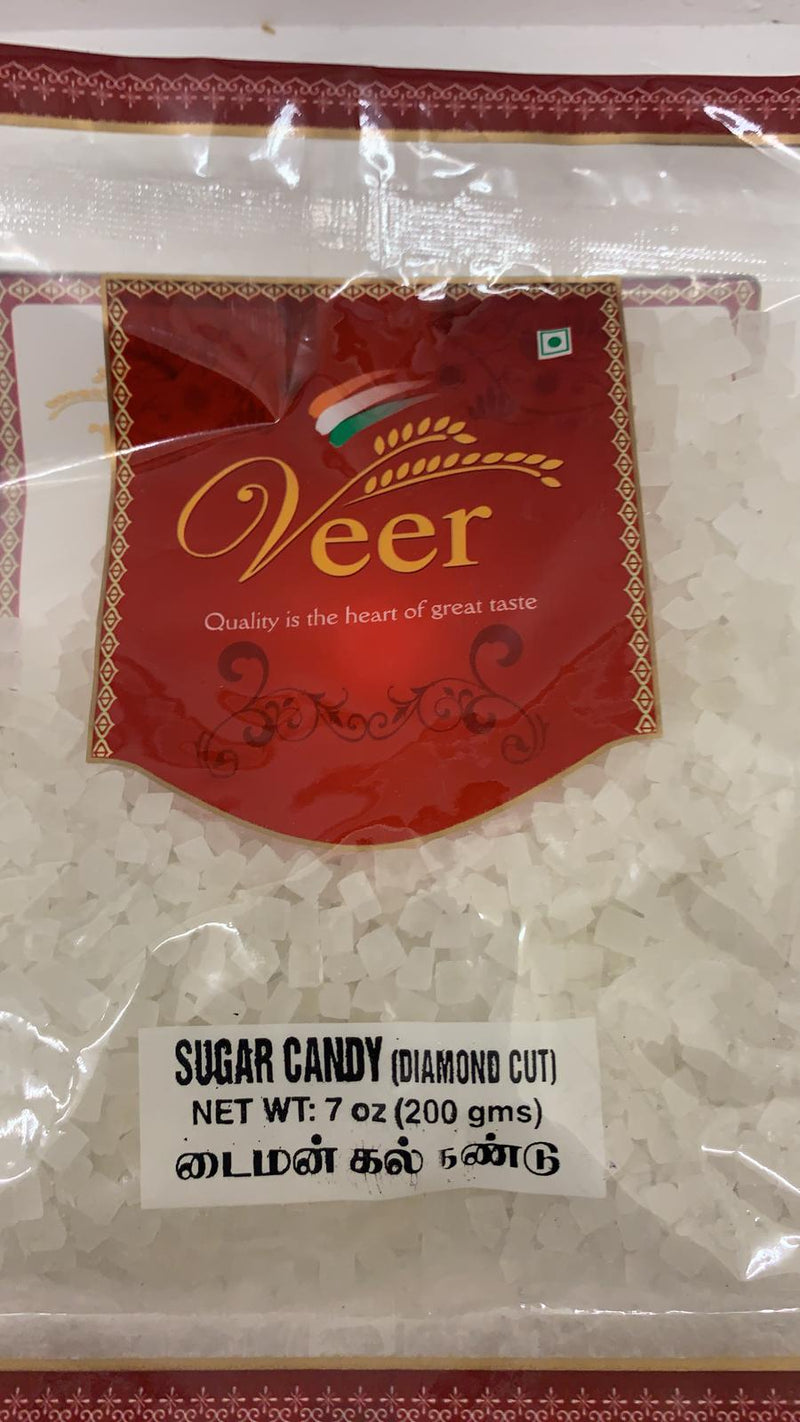 Veer
Quality is the heart of great taste
SUGAR CANDY (DIAMOND CUT)
NET WT: 7 oz (200 gms)
டைமன் கல் கண்டு